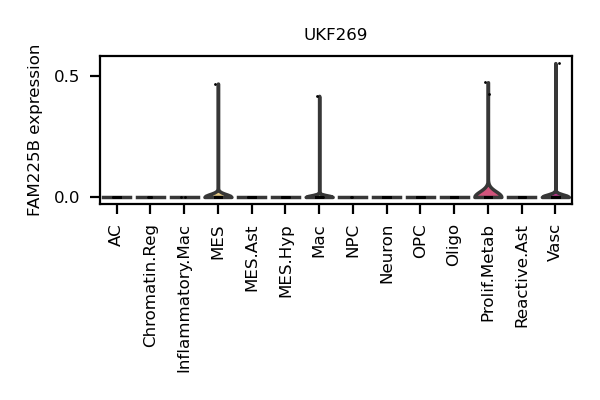 UKF269
FAM225B expression
0.5
0.0
AC
Chromatin.Reg
Inflammatory.Mac
MES
MES.Ast
MES.Hyp
Mac
NPC
Neuron
OPC
Oligo
Prolif.Metab
Reactive.Ast
Vasc